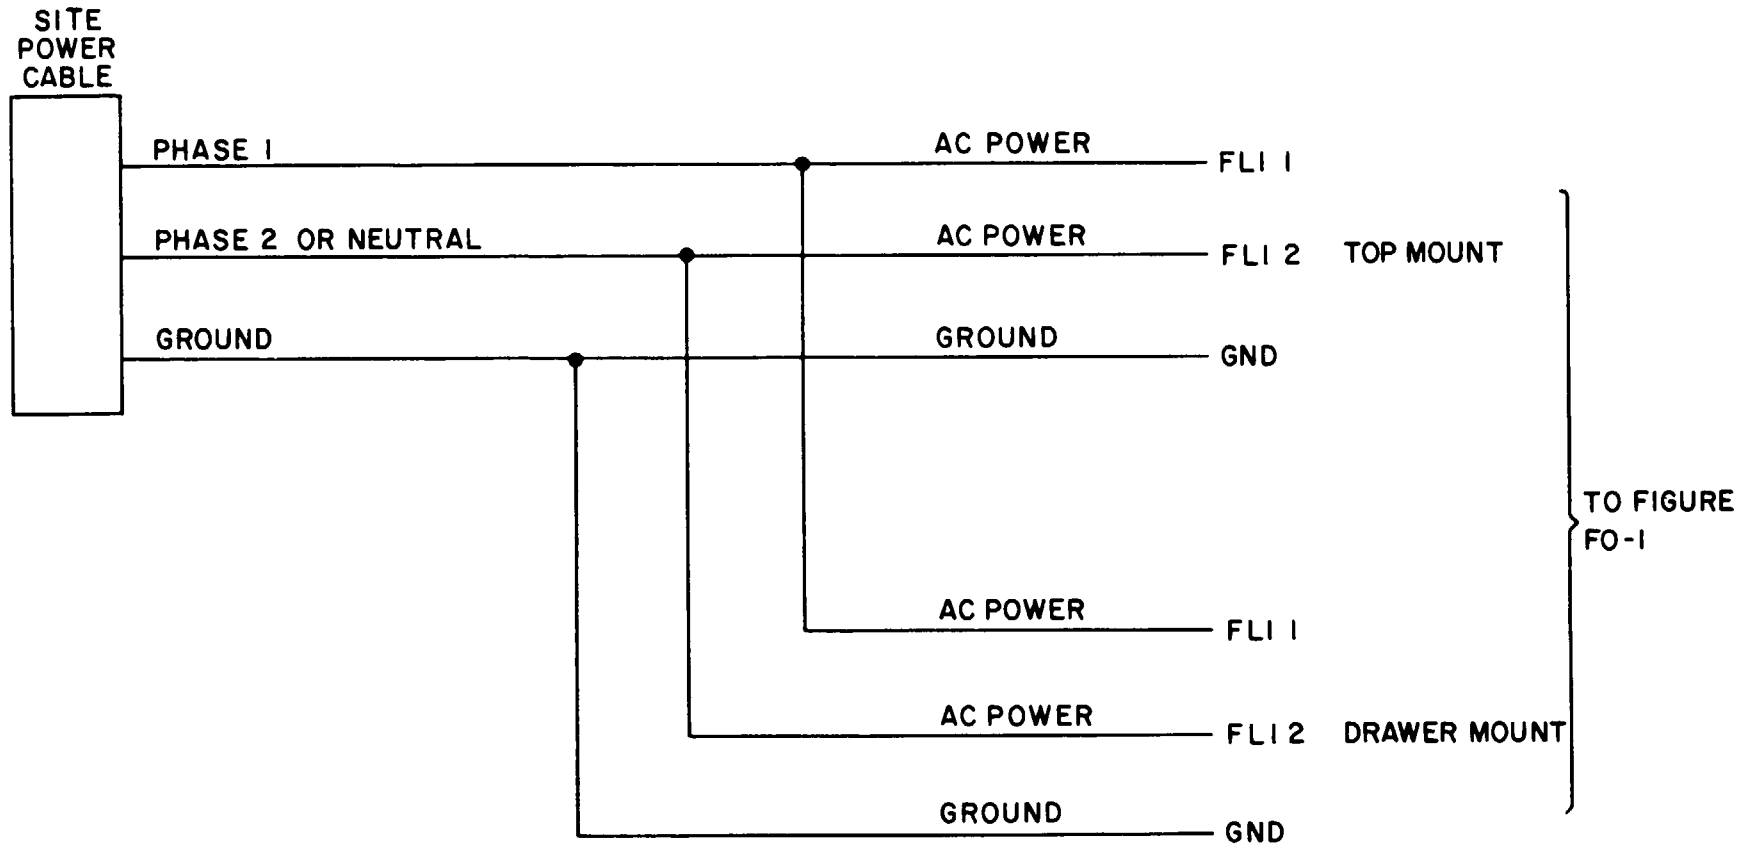 SITE
POWER
CABLE
PHASE 1
AC POWER
FL1 1
PHASE 2 OR NEUTRAL
AC POWER
FL1 2 TOP MOUNT
GROUND
GROUND
GND
TO FIGURE
FO-1
AC POWER
FL1 1
AC POWER
FL1 2 DRAWER MOUNT
GROUND
GND